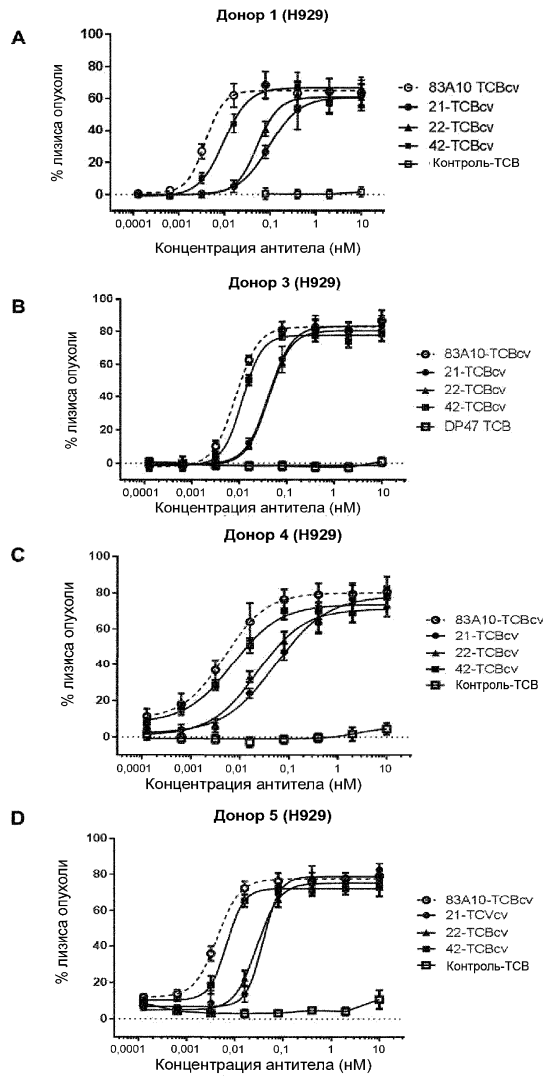 Донор 1 (H929)
A
% лизиса опухоли
100
80
60
40
20
0
0,0001 0,001 0,01 0,1 1 10
Концентрация антитела (нМ)
83A10 TCBcv
21-TCBcv
22-TCBcv
42-TCBcv
Контроль-TCB
Донор 3 (H929)
B
% лизиса опухоли
100
80
60
40
20
0
0,0001 0,001 0,01 0,1 1 10
Концентрация антитела (нМ)
83A10-TCBcv
21-TCBcv
22-TCBcv
42-TCBcv
DP47 TCB
Донор 4 (H929)
C
% лизиса опухоли
100
80
60
40
20
0
0,0001 0,001 0,01 0,1 1 10
Концентрация антитела (нМ)
83A10-TCBcv
21-TCBcv
22-TCBcv
42-TCBcv
Контроль-TCB
Донор 5 (H929)
D
% лизиса опухоли
100
80
60
40
20
0
0,0001 0,001 0,01 0,1 1 10
Концентрация антитела (нМ)
83A10-TCBcv
21-TCVcv
22-TCBcv
42-TCBcv
Контроль-TCB